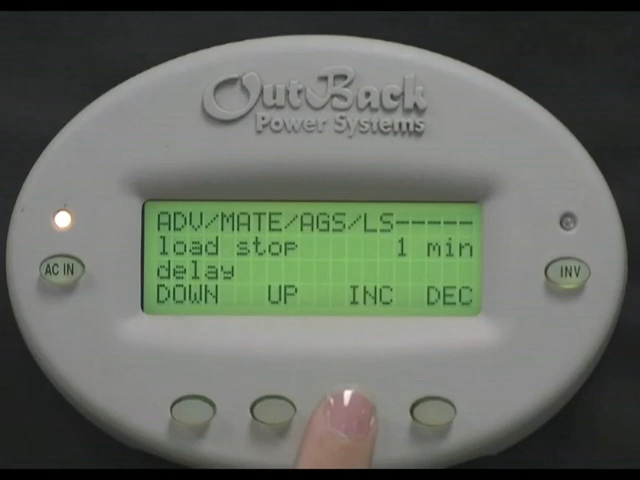 OutBack
Power Systems
ADV/MATE/AGS/LS-----
load stop 1 min
delay
DOWN UP INC DEC
AC IN
INV